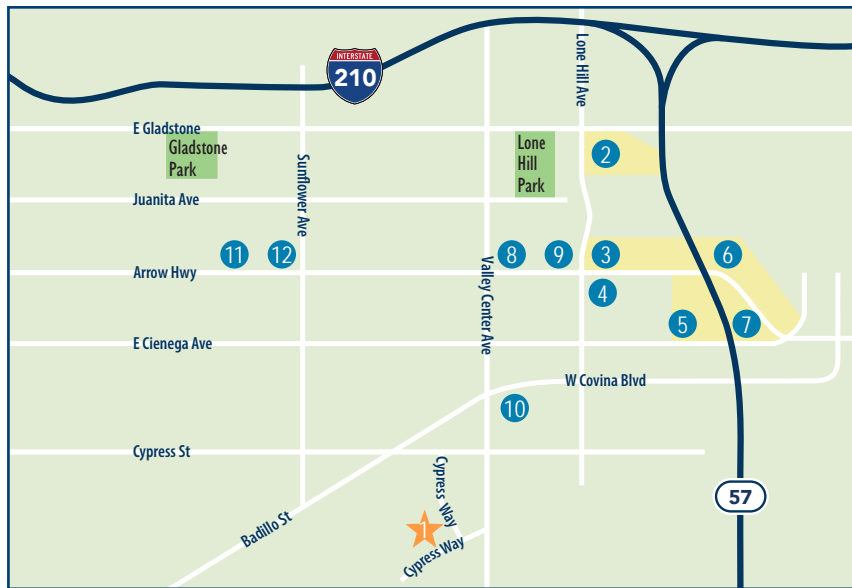 INTERSTATE
210
Lone Hill Ave
E Gladstone
Gladstone
Park
Sunflower Ave
Lone
Hill
Park
2
Juanita Ave
11
12
8
9
3
6
Arrow Hwy
Valley Center Ave
4
5
7
E Cienega Ave
W Covina Blvd
10
Cypress St
Cypress Way
57
Badillo St
1
Cypress Way